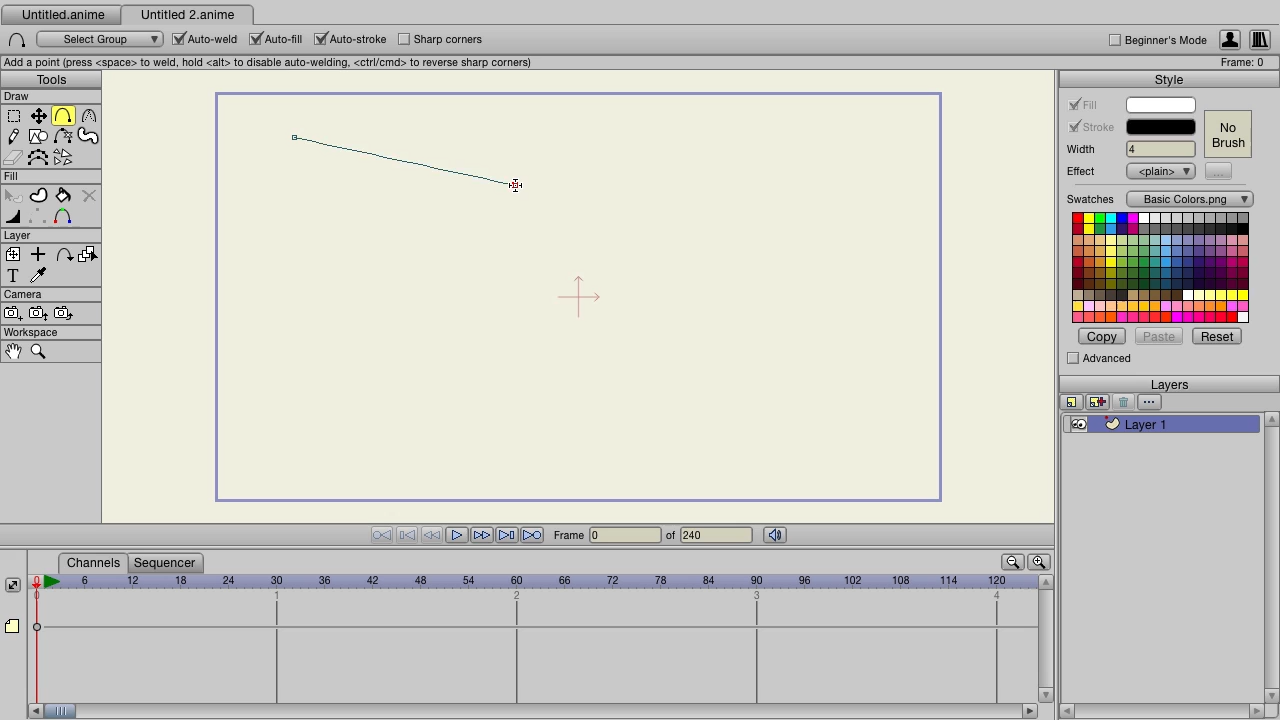 Untitled.anime
Untitled 2.anime
Select Group
Auto-weld
Auto-fill
Auto-stroke
Sharp corners
Beginner's Mode
Add a point (press <space> to weld, hold <alt> to disable auto-welding, <ctrl/cmd> to reverse sharp corners)
Frame: 0
Tools
Draw
Fill
Layer
T
Camera
Workspace
Style
Fill
Stroke
No
Brush
Width
4
Effect
<plain>
...
Swatches
Basic Colors.png
Copy
Paste
Reset
Advanced
Layers
Layer 1
Frame
0
of
240
Channels
Sequencer
0 6 12 18 24 30 36 42 48 54 60 66 72 78 84 90 96 102 108 114 120
0 1 2 3 4